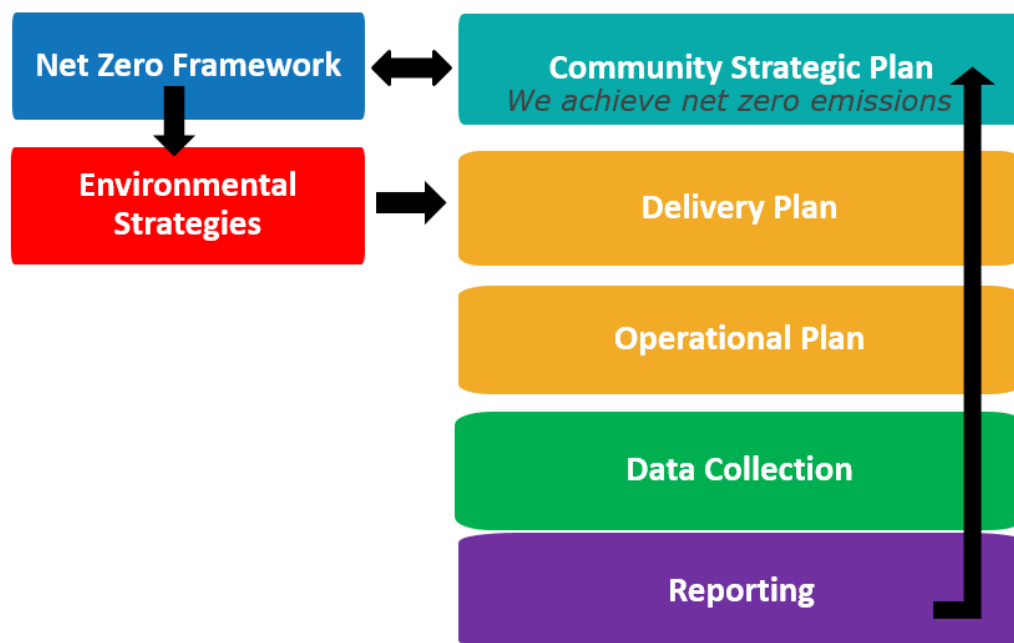 Net Zero Framework
Community Strategic Plan
We achieve net zero emissions
Environmental
Strategies
Delivery Plan
Operational Plan
Data Collection
Reporting